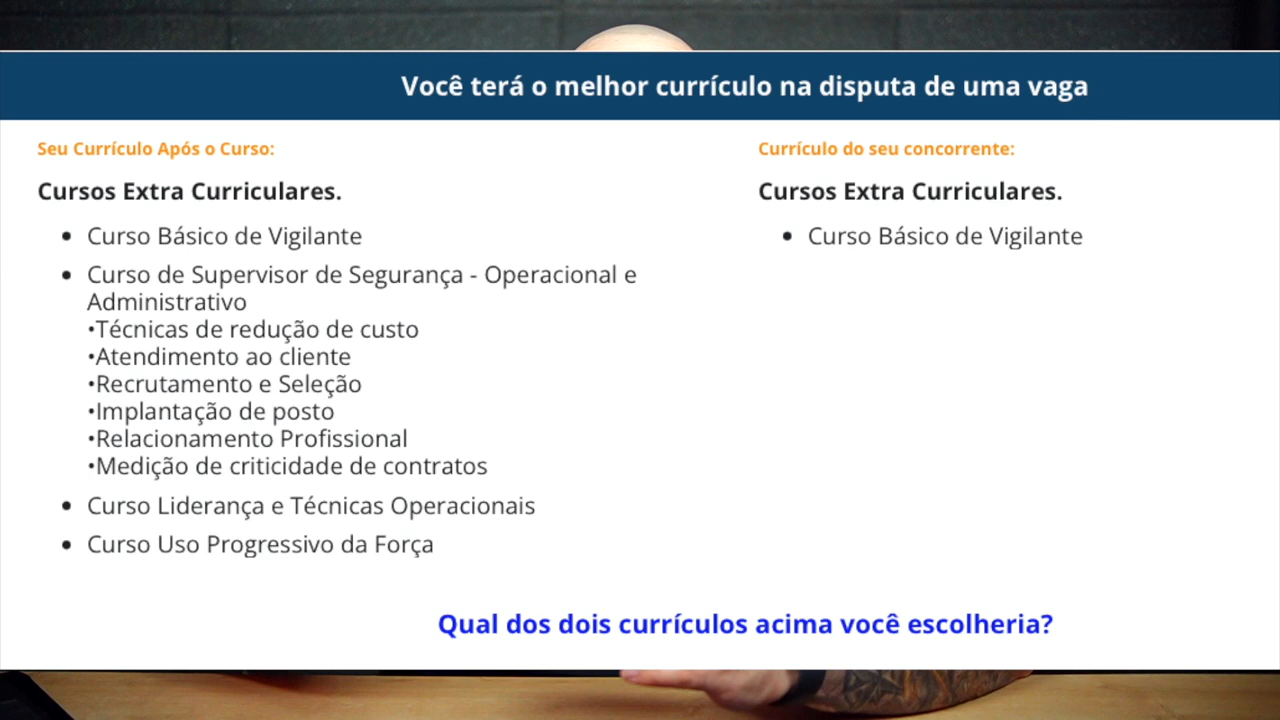 Você terá o melhor currículo na disputa de uma vaga
Seu Currículo Após o Curso:
Cursos Extra Curriculares.
• Curso Básico de Vigilante
• Curso de Supervisor de Segurança - Operacional e
Administrativo
•Técnicas de redução de custo
•Atendimento ao cliente
•Recrutamento e Seleção
•Implantação de posto
•Relacionamento Profissional
•Medição de criticidade de contratos
• Curso Liderança e Técnicas Operacionais
• Curso Uso Progressivo da Força
Currículo do seu concorrente:
Cursos Extra Curriculares.
• Curso Básico de Vigilante
Qual dos dois currículos acima você escolheria?